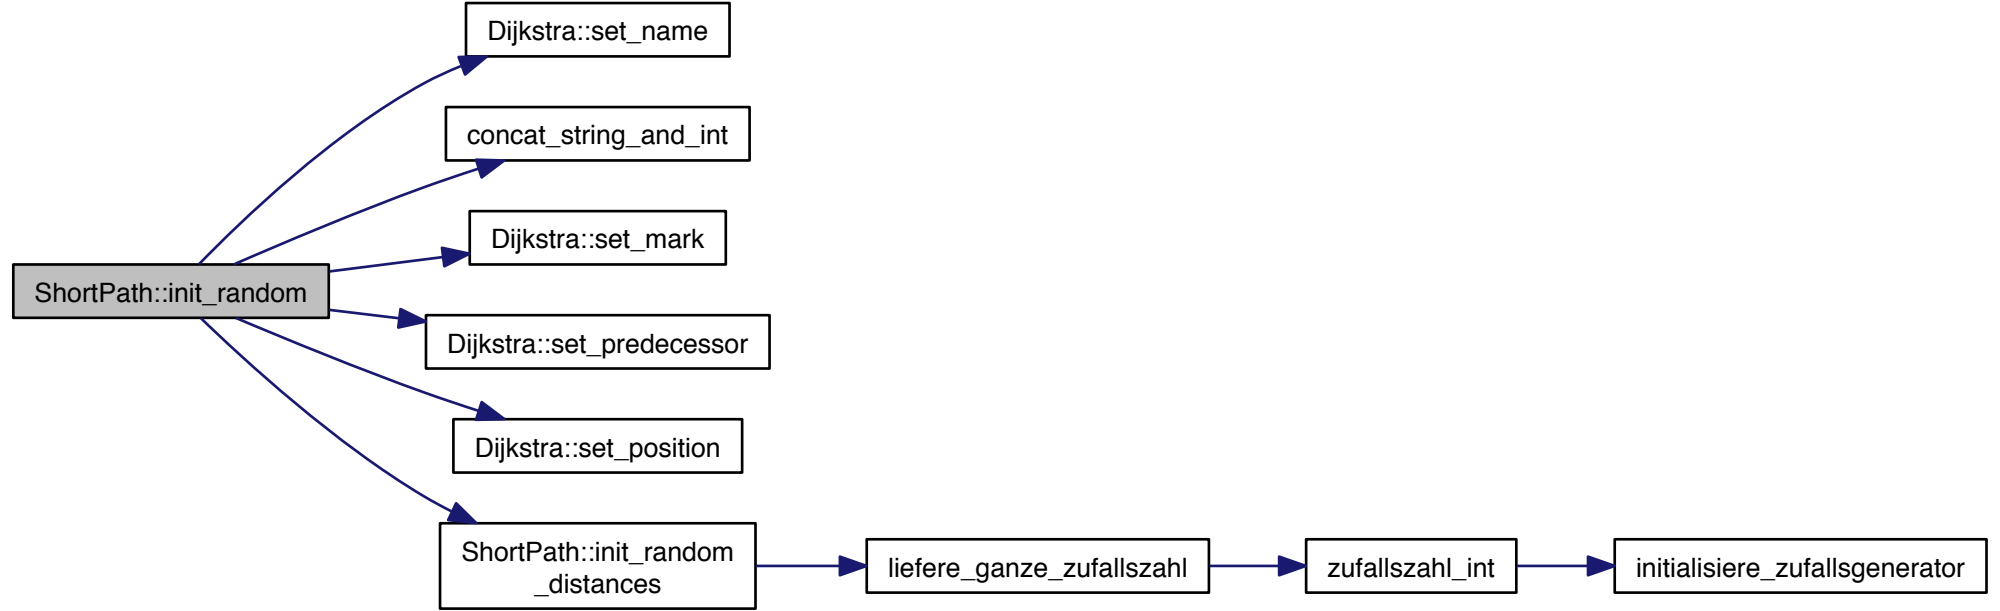 Dijkstra::set_name
concat_string_and_int
Dijkstra::set_mark
ShortPath::init_random
Dijkstra::set_predecessor
Dijkstra::set_position
ShortPath::init_random
_distances
liefere_ganze_zufallszahl
zufallszahl_int
initialisiere_zufallsgenerator